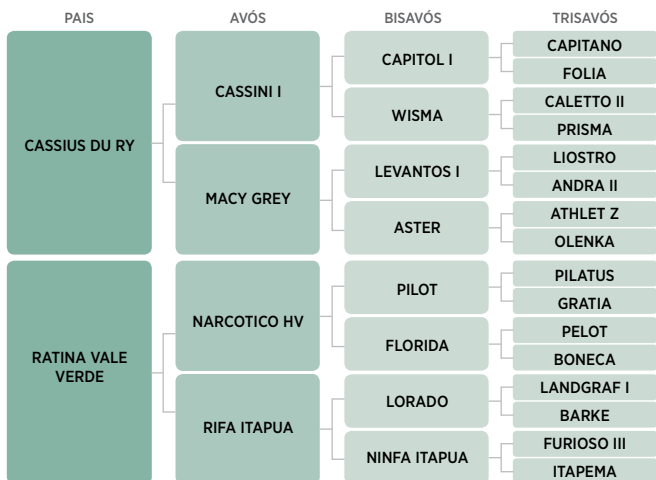 PAIS
AVÓS
BISAVÓS
TRISAVÓS
CASSIUS DU RY
CASSINI I
CAPITOL I
CAPITANO
FOLIA
WISMA
CALETTO II
PRISMA
MACY GREY
LEVANTOS I
LIOSTRO
ANDRA II
ASTER
ATHLET Z
OLENKA
RATINA VALE
VERDE
NARCOTICO HV
PILOT
PILATUS
GRATIA
FLORIDA
PELOT
BONECA
RIFA ITAPUA
LORADO
LANDGRAF I
BARKE
NINFA ITAPUA
FURIOSO III
ITAPEMA